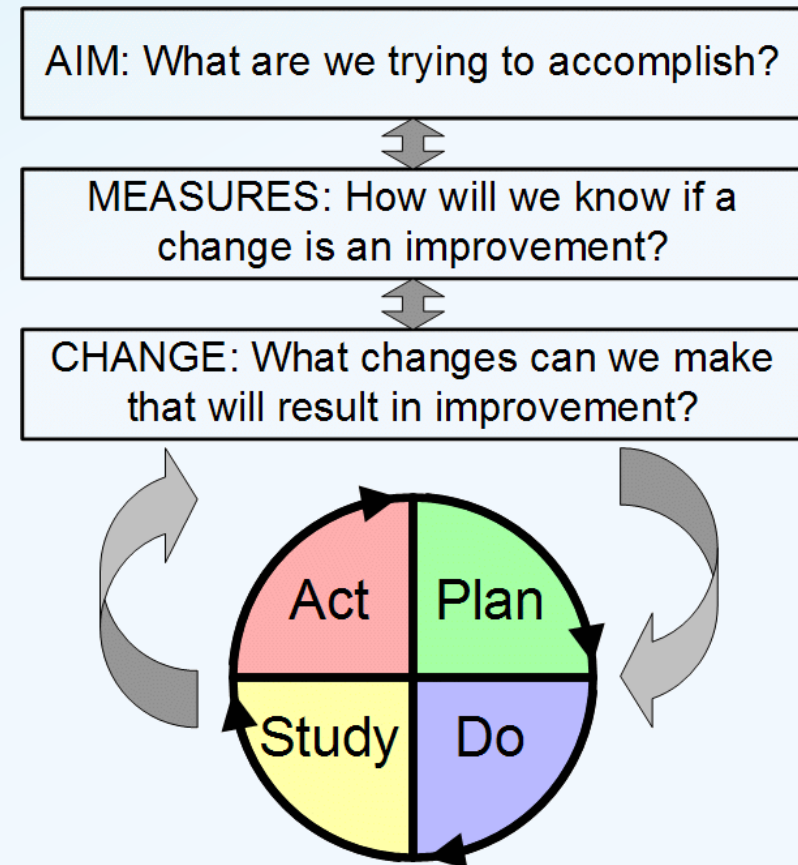 AIM: What are we trying to accomplish?
MEASURES: How will we know if a
change is an improvement?
CHANGE: What changes can we make
that will result in improvement?
Act Plan
Study Do